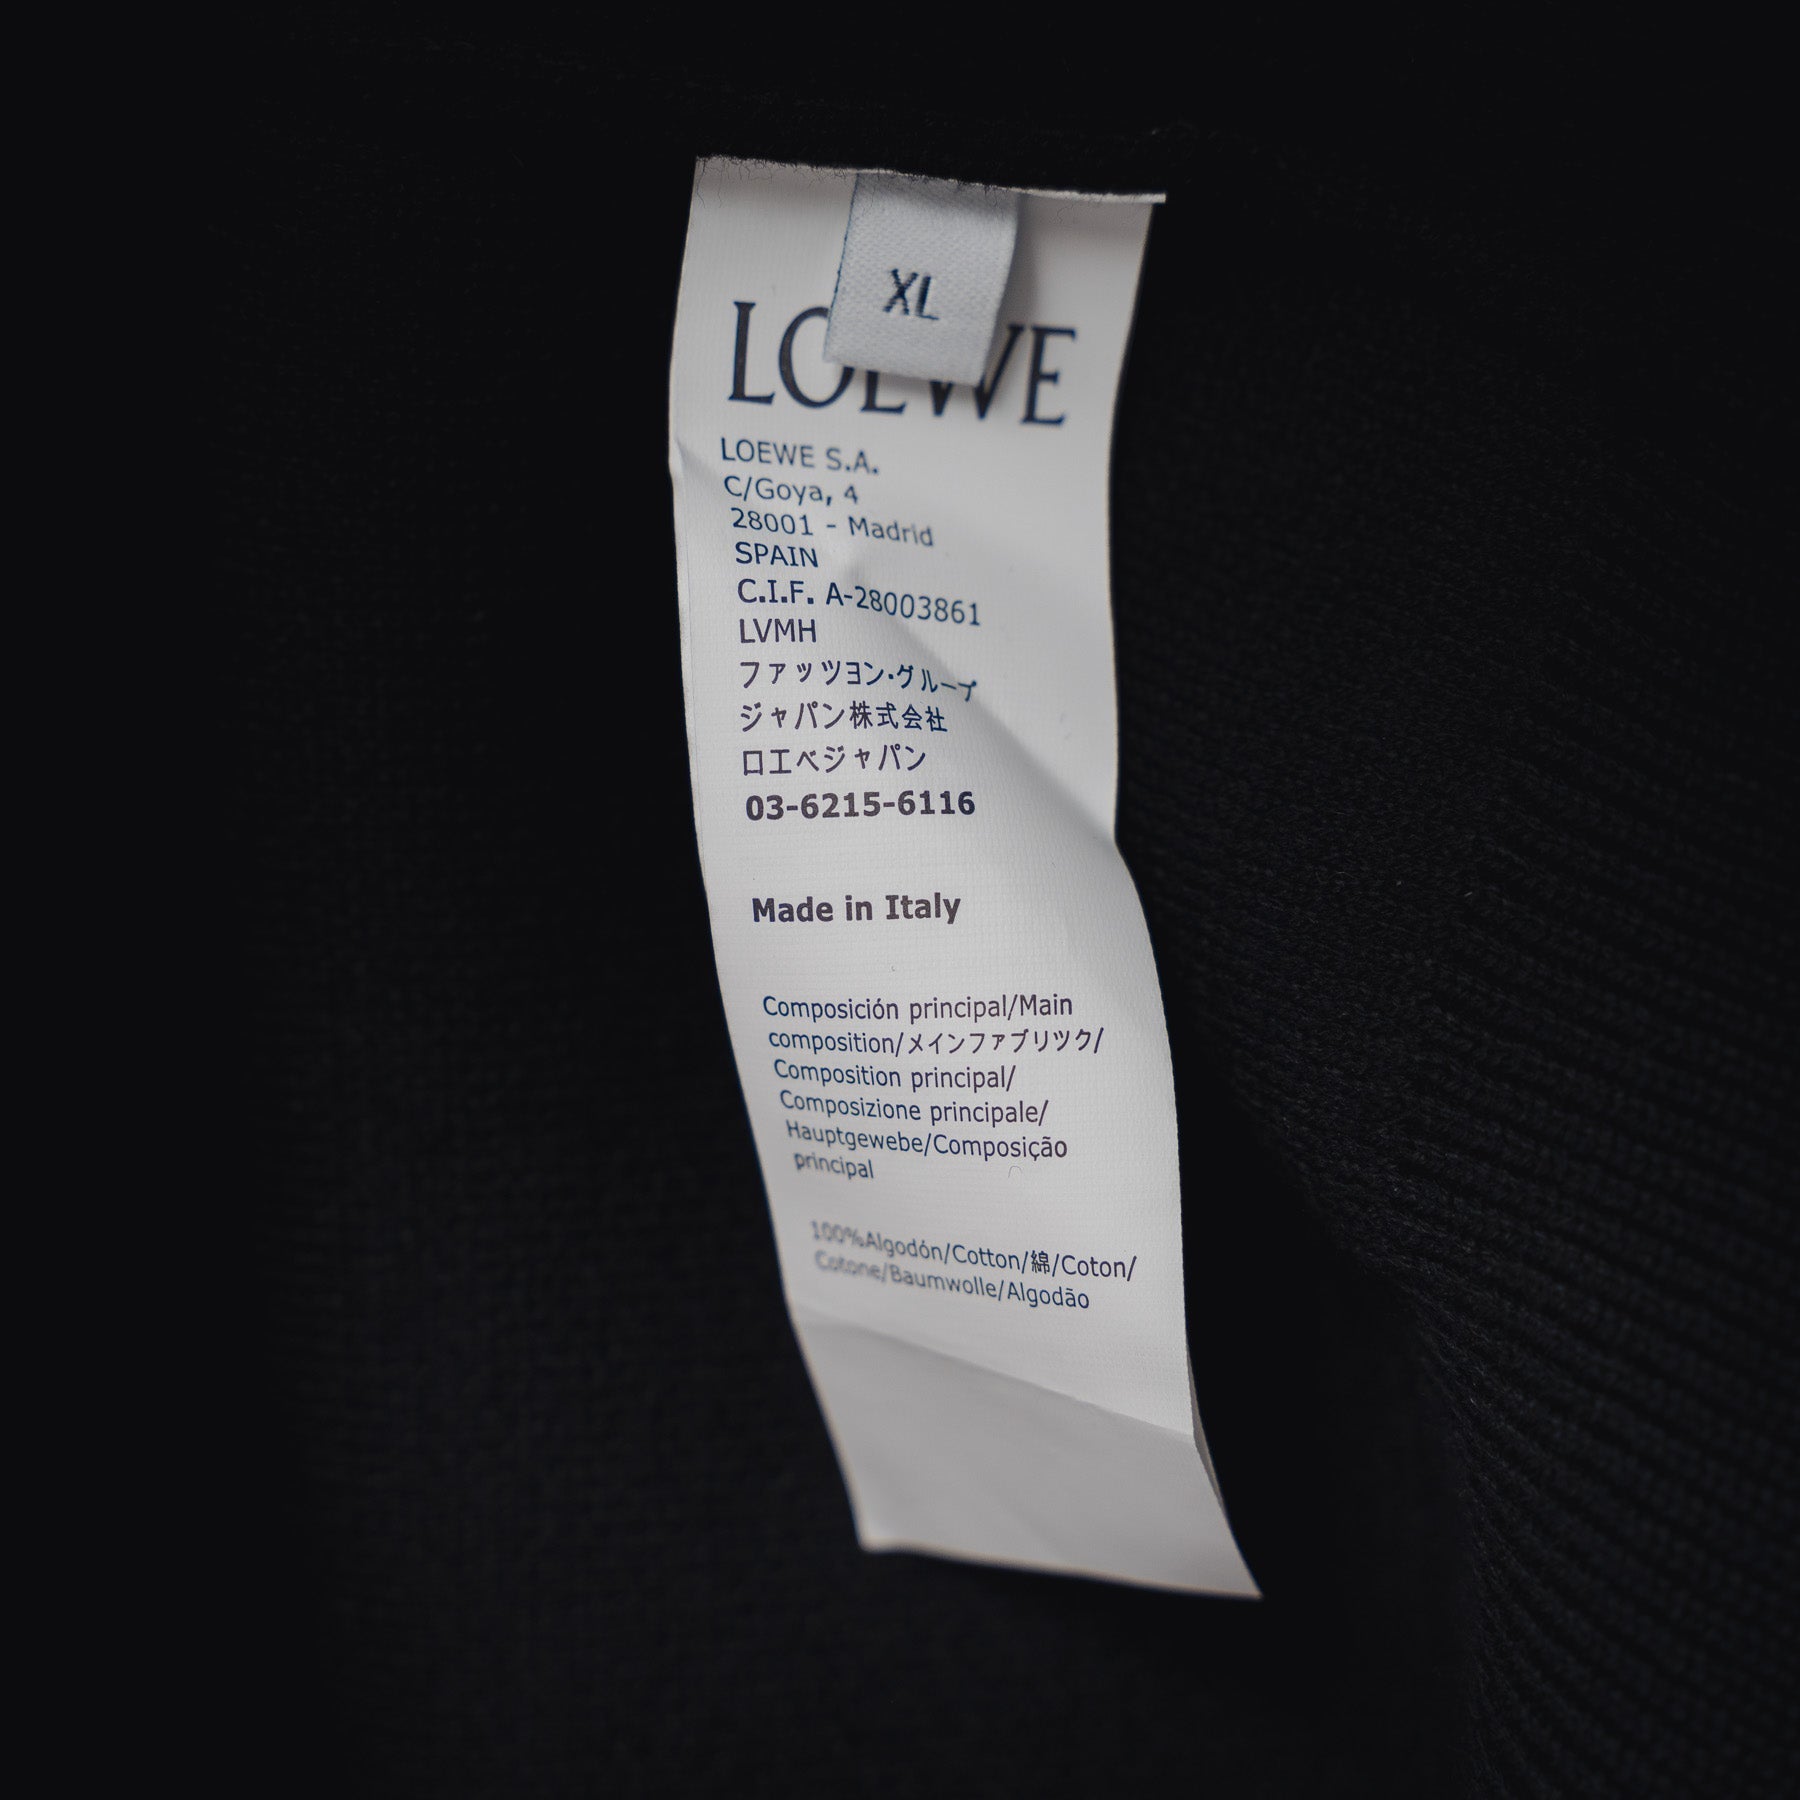 XL
LOEWE
LOEWE S.A.
C/Goya, 4
28001 - Madrid
SPAIN
C.I.F. A-28003861
LVMH
ファッツヨン･グループ
ジャパン株式会社
ロエベジャパン
03-6215-6116
Made in Italy
Composición principal/Main
composition/メインファブリツク/
Composition principal/
Composizione principale/
Hauptgewebe/Composição
principal
100%Algodón/Cotton/綿/Coton/
Cotone/Baumwolle/Algodão